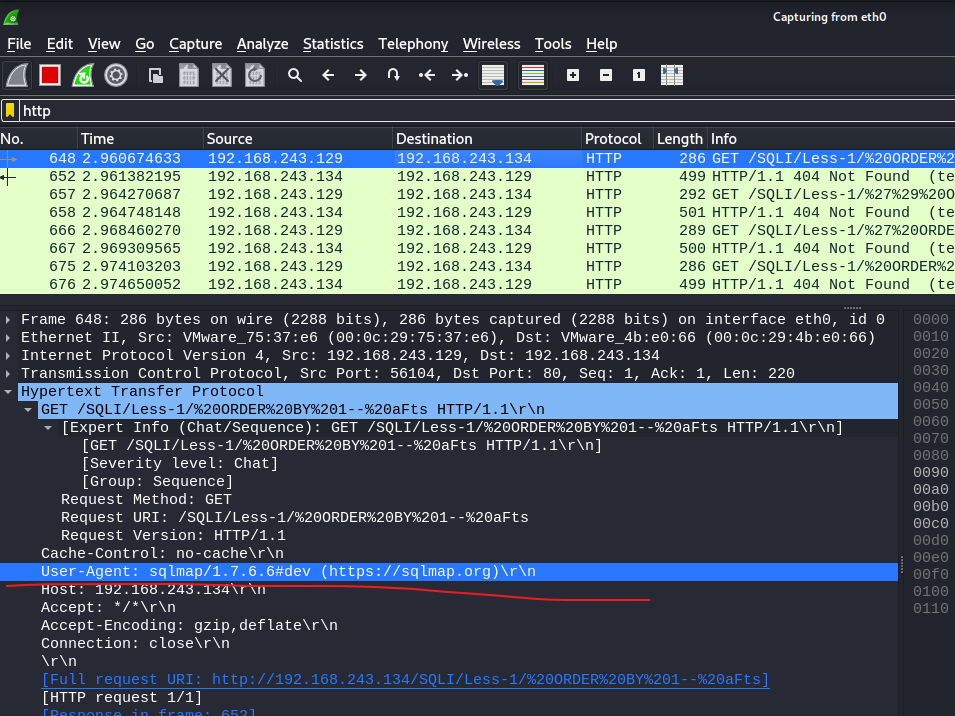 Capturing from eth0
File Edit View Go Capture Analyze Statistics Telephony Wireless Tools Help
http
No. Time Source Destination Protocol Length Info
648 2.960674633 192.168.243.129 192.168.243.134 HTTP 286 GET /SQLI/Less-1/%20ORDER%2
652 2.961382195 192.168.243.134 192.168.243.129 HTTP 499 HTTP/1.1 404 Not Found (te
657 2.964270687 192.168.243.129 192.168.243.134 HTTP 292 GET /SQLI/Less-1/%27%29%20O
658 2.964748148 192.168.243.134 192.168.243.129 HTTP 501 HTTP/1.1 404 Not Found (te
666 2.968460270 192.168.243.129 192.168.243.134 HTTP 289 GET /SQLI/Less-1/%27%20ORDE
667 2.969309565 192.168.243.134 192.168.243.129 HTTP 500 HTTP/1.1 404 Not Found (te
675 2.974103203 192.168.243.129 192.168.243.134 HTTP 286 GET /SQLI/Less-1/%20ORDER%2
676 2.974650052 192.168.243.134 192.168.243.129 HTTP 499 HTTP/1.1 404 Not Found (te
Frame 648: 286 bytes on wire (2288 bits), 286 bytes captured (2288 bits) on interface eth0, id 0
Ethernet II, Src: VMware_75:37:e6 (00:0c:29:75:37:e6), Dst: VMware_4b:e0:66 (00:0c:29:4b:e0:66)
Internet Protocol Version 4, Src: 192.168.243.129, Dst: 192.168.243.134
Transmission Control Protocol, Src Port: 56104, Dst Port: 80, Seq: 1, Ack: 1, Len: 220
Hypertext Transfer Protocol
GET /SQLI/Less-1/%20ORDER%20BY%201--%20aFts HTTP/1.1\r\n
[Expert Info (Chat/Sequence): GET /SQLI/Less-1/%20ORDER%20BY%201--%20aFts HTTP/1.1\r\n]
[GET /SQLI/Less-1/%20ORDER%20BY%201--%20aFts HTTP/1.1\r\n]
[Severity level: Chat]
[Group: Sequence]
Request Method: GET
Request URI: /SQLI/Less-1/%20ORDER%20BY%201--%20aFts
Request Version: HTTP/1.1
Cache-Control: no-cache\r\n
User-Agent: sqlmap/1.7.6.6#dev (https://sqlmap.org)\r\n
Host: 192.168.243.134\r\n
Accept: */*\r\n
Accept-Encoding: gzip,deflate\r\n
Connection: close\r\n
\r\n
[Full request URI: http://192.168.243.134/SQLI/Less-1/%20ORDER%20BY%201--%20aFts]
[HTTP request 1/1]
[Response in frame: 652]
0000
0010
0020
0030
0040
0050
0060
0070
0080
0090
00a0
00b0
00c0
00d0
00e0
00f0
0100
0110